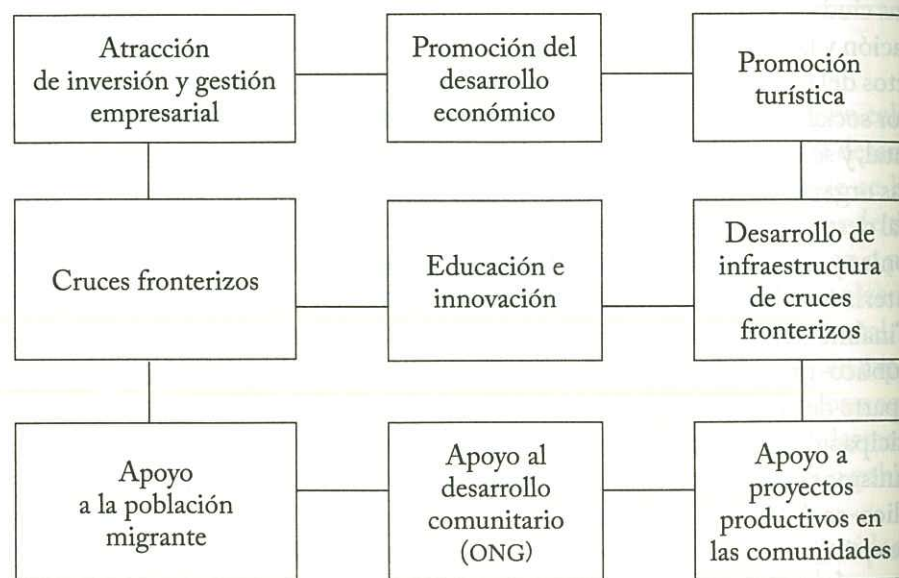 Atracción
de inversión y gestión
empresarial
Promoción del
desarrollo
económico
Promoción
turística
Cruces fronterizos
Educación e
innovación
Desarrollo de
infraestructura
de cruces
fronterizos
Apoyo
a la población
migrante
Apoyo al
desarrollo
comunitario
(ONG)
Apoyo a
proyectos
productivos en
las comunidades